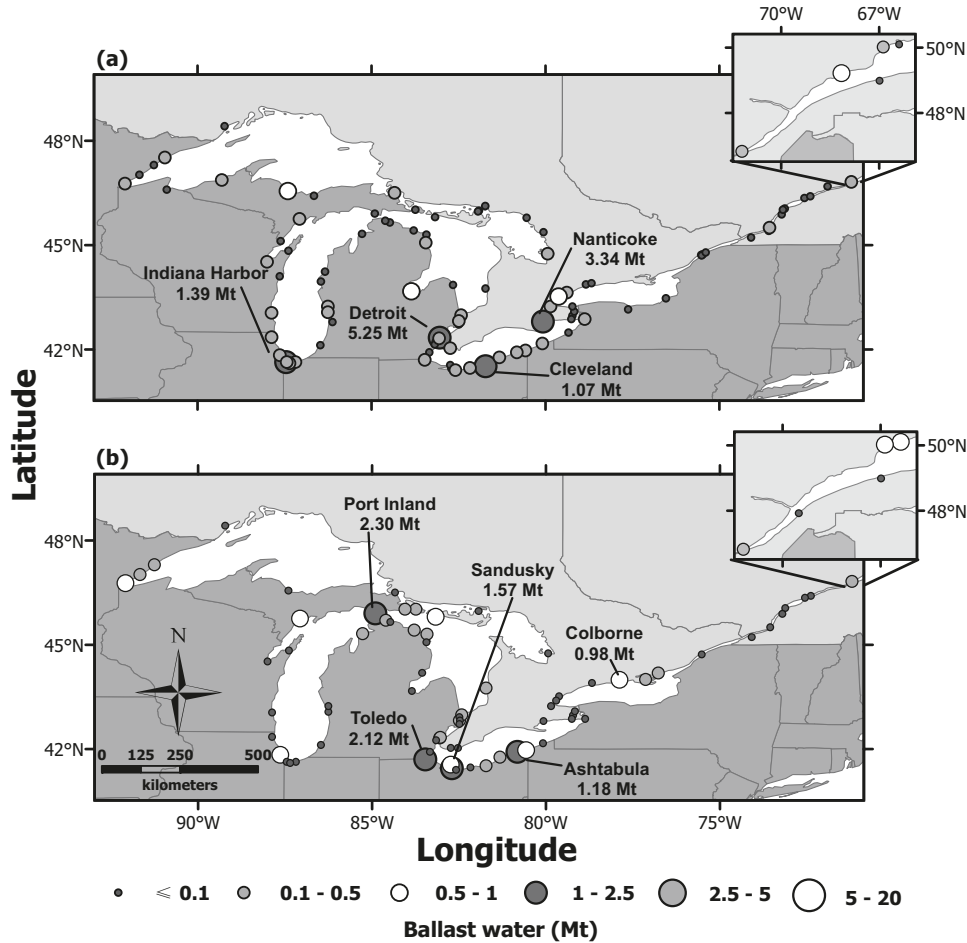 70°W
67°W
50°N
48°N
(a)
48°N
45°N
42°N
Indiana Harbor
1.39 Mt
Detroit
5.25 Mt
Nanticoke
3.34 Mt
Cleveland
1.07 Mt
Latitude
50°N
48°N
(b)
48°N
45°N
42°N
Port Inland
2.30 Mt
Sandusky
1.57 Mt
Colborne
0.98 Mt
Toledo
2.12 Mt
Ashtabula
1.18 Mt
N
0 125 250 500
kilometers
90°W 85°W 80°W 75°W
Longitude
⩽ 0.1 0.1 - 0.5 0.5 - 1 1 - 2.5 2.5 - 5 5 - 20
Ballast water (Mt)